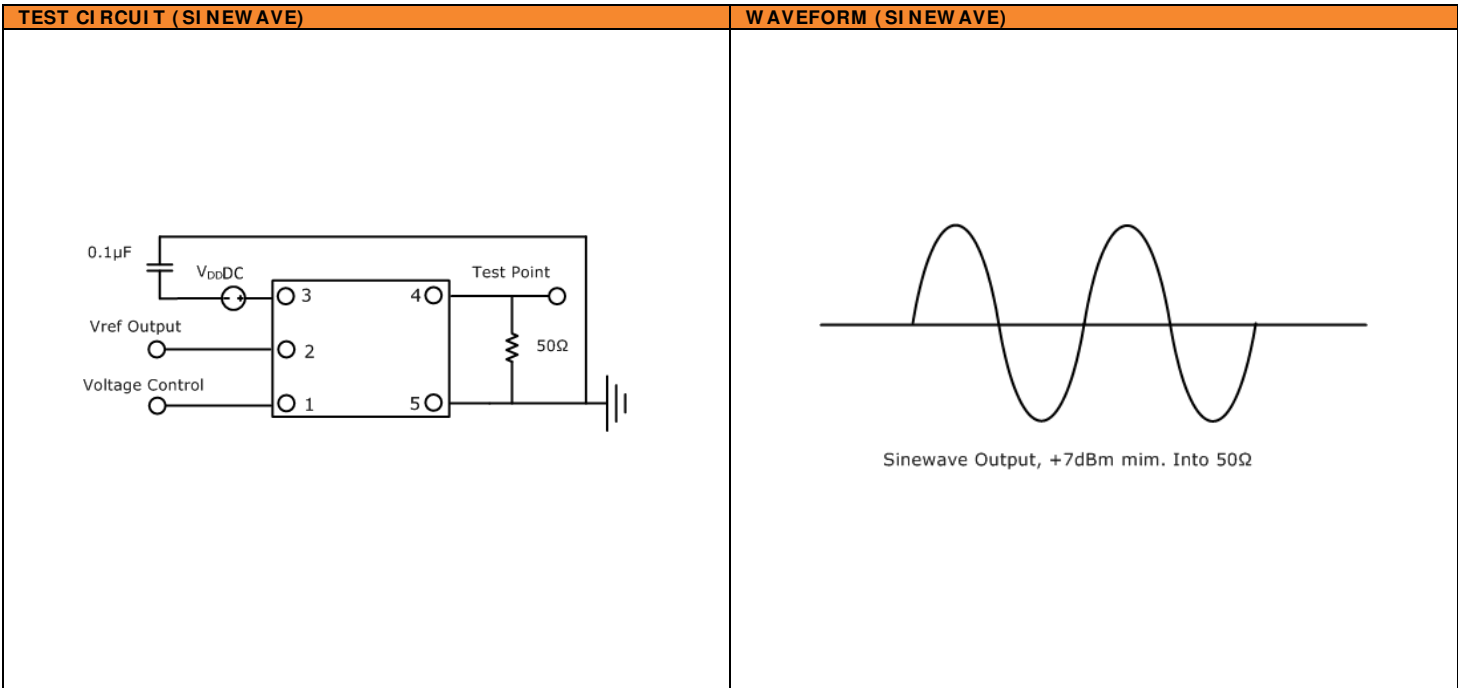 TEST CIRCUIT (SINEWAVE)
WAVEFORM (SINEWAVE)
0.1µF
VDDDC
- +
3
4
Test Point
Vref Output
2
50Ω
Voltage Control
1
5
Sinewave Output, +7dBm mim. Into 50Ω